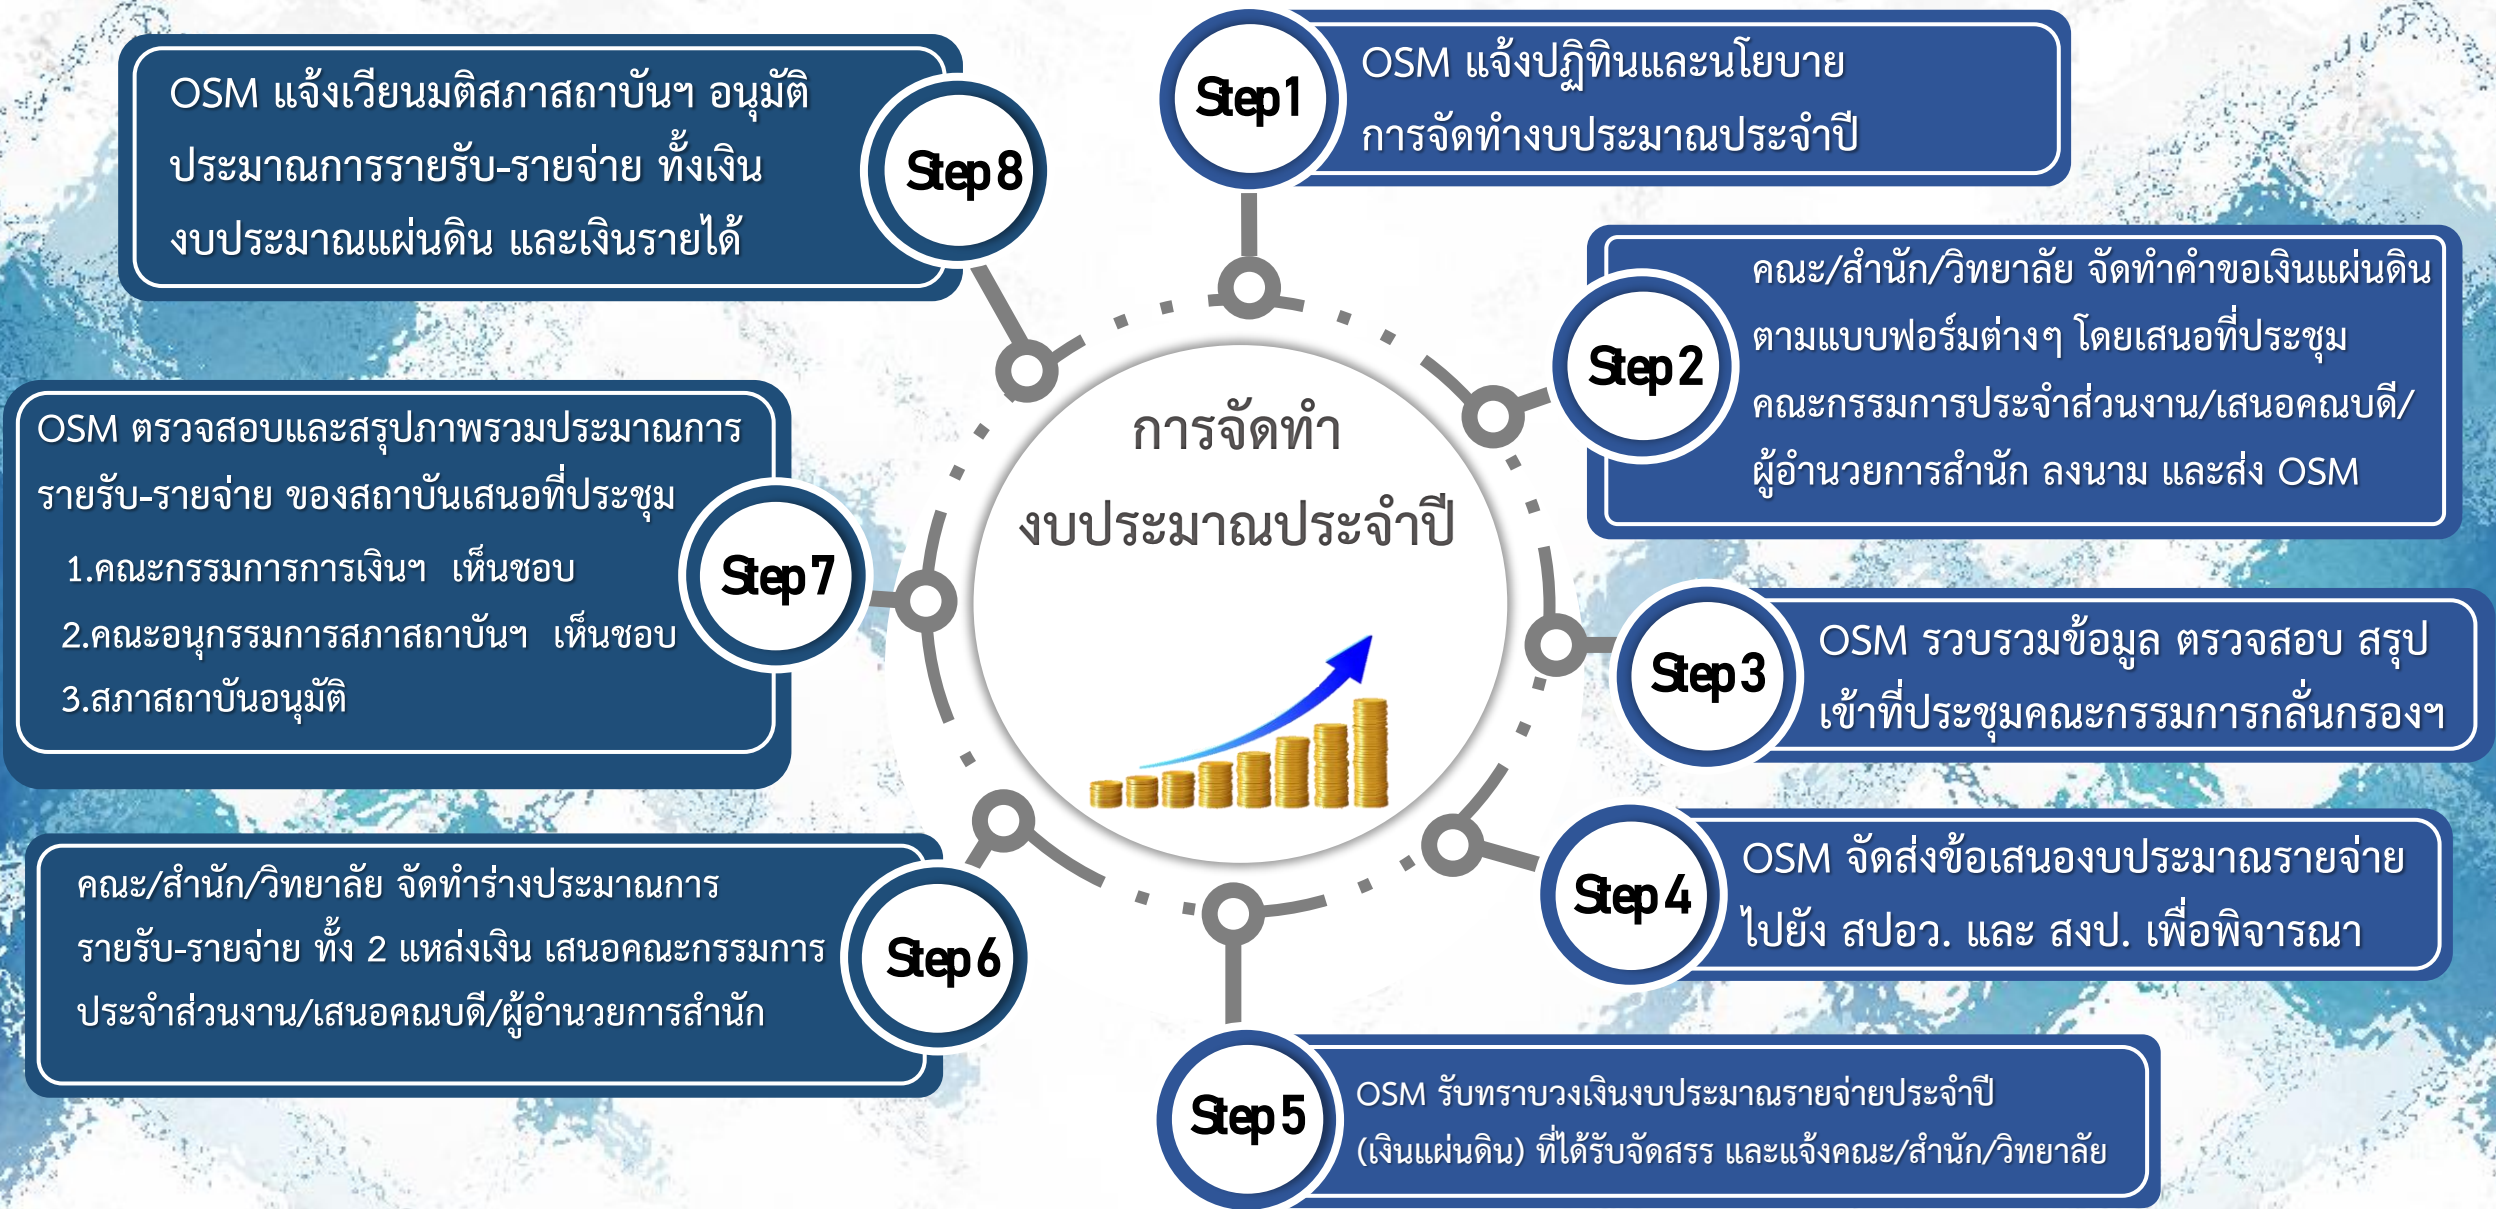 การจัดทำ
งบประมาณประจำปี
Step 1
OSM แจ้งปฏิทินและนโยบาย
การจัดทำงบประมาณประจำปี
Step 2
คณะ/สำนัก/วิทยาลัย จัดทำคำขอเงินแผ่นดิน
ตามแบบฟอร์มต่างๆ โดยเสนอที่ประชุม
คณะกรรมการประจำส่วนงาน/เสนอคณบดี/
ผู้อำนวยการสำนัก ลงนาม และส่ง OSM
Step 3
OSM รวบรวมข้อมูล ตรวจสอบ สรุป
เข้าที่ประชุมคณะกรรมการกลั่นกรองฯ
Step 4
OSM จัดส่งข้อเสนองบประมาณรายจ่าย
ไปยัง สปอว. และ สงป. เพื่อพิจารณา
Step 5
OSM รับทราบวงเงินงบประมาณรายจ่ายประจำปี
(เงินแผ่นดิน) ที่ได้รับจัดสรร และแจ้งคณะ/สำนัก/วิทยาลัย
Step 6
คณะ/สำนัก/วิทยาลัย จัดทำร่างประมาณการ
รายรับ-รายจ่าย ทั้ง 2 แหล่งเงิน เสนอคณะกรรมการ
ประจำส่วนงาน/เสนอคณบดี/ผู้อำนวยการสำนัก
Step 7
OSM ตรวจสอบและสรุปภาพรวมประมาณการ
รายรับ-รายจ่าย ของสถาบันเสนอที่ประชุม
1.คณะกรรมการการเงินฯ เห็นชอบ
2.คณะอนุกรรมการสภาสถาบันฯ เห็นชอบ
3.สภาสถาบันอนุมัติ
Step 8
OSM แจ้งเวียนมติสภาสถาบันฯ อนุมัติ
ประมาณการรายรับ-รายจ่าย ทั้งเงิน
งบประมาณแผ่นดิน และเงินรายได้